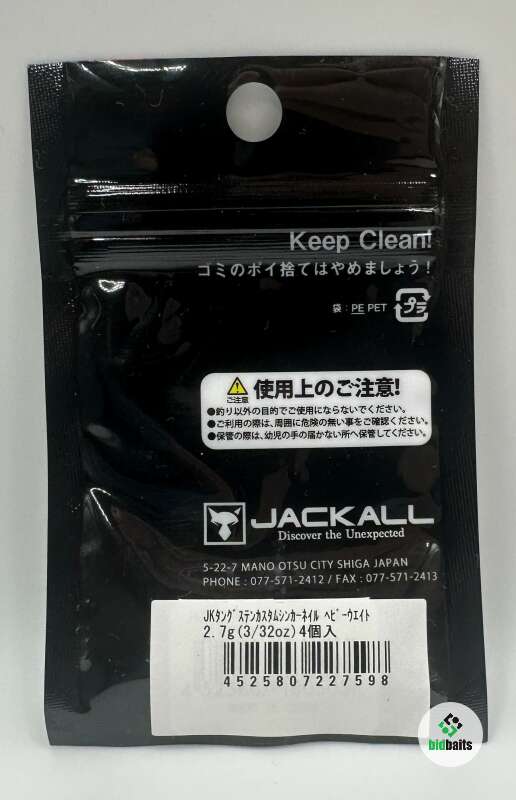 Keep Clean!
ゴミのポイ捨てはやめましょう！
袋：PE PET
プラ
ご注意
使用上のご注意!
●釣り以外の目的でご使用にならないでください。
●ご利用の際は、周囲に危険の無い事をご確認ください。
●保管の際は、幼児の手の届かない所へ保管してください。
JACKALL
Discover the Unexpected
5-22-7 MANO OTSU CITY SHIGA JAPAN
PHONE : 077-571-2412 / FAX : 077-571-2413
JKﾀﾝｸﾞｽﾃﾝｶｽﾀﾑｼﾝｶｰﾈｲﾙ ﾍﾋﾞｰｳｴｲﾄ
2.7g(3/32oz)4個入
4525807227598
bidbaits